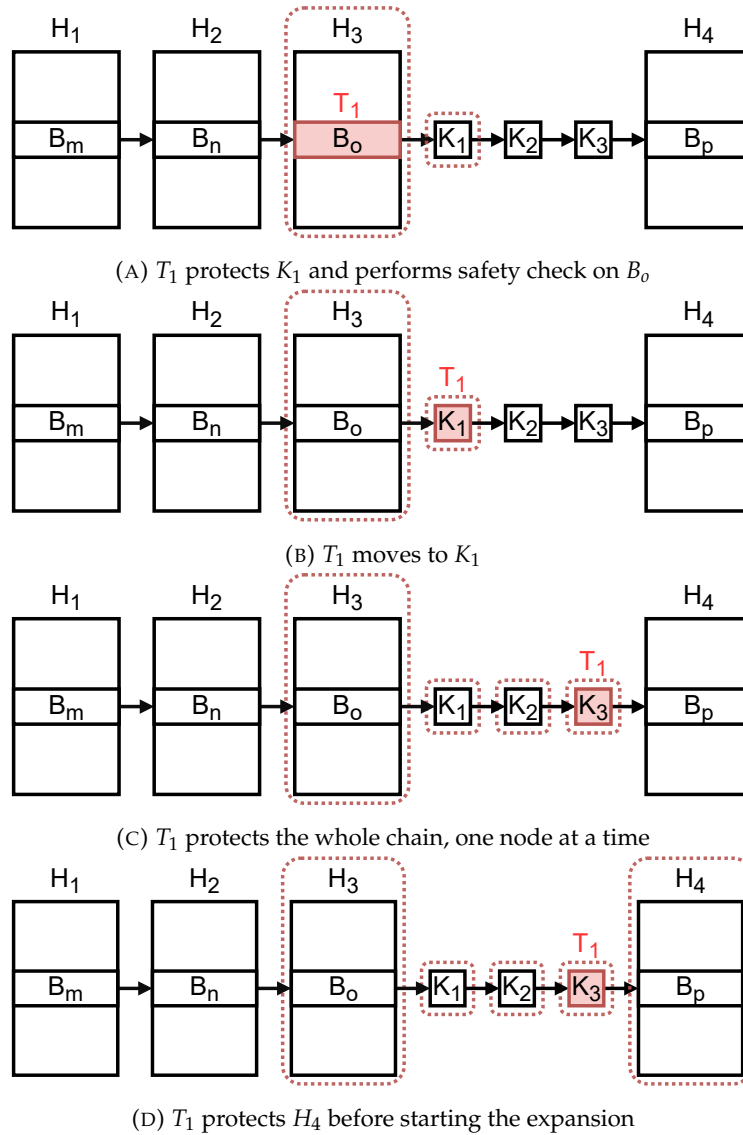 H₁ H₂ H₃ H₄
T₁
Bₘ Bₙ Bₒ K₁ K₂ K₃ Bₚ
(A) T₁ protects K₁ and performs safety check on Bₒ
H₁ H₂ H₃ H₄
T₁
Bₘ Bₙ Bₒ K₁ K₂ K₃ Bₚ
(B) T₁ moves to K₁
H₁ H₂ H₃ H₄
T₁
Bₘ Bₙ Bₒ K₁ K₂ K₃ Bₚ
(C) T₁ protects the whole chain, one node at a time
H₁ H₂ H₃ H₄
T₁
Bₘ Bₙ Bₒ K₁ K₂ K₃ Bₚ
(D) T₁ protects H₄ before starting the expansion